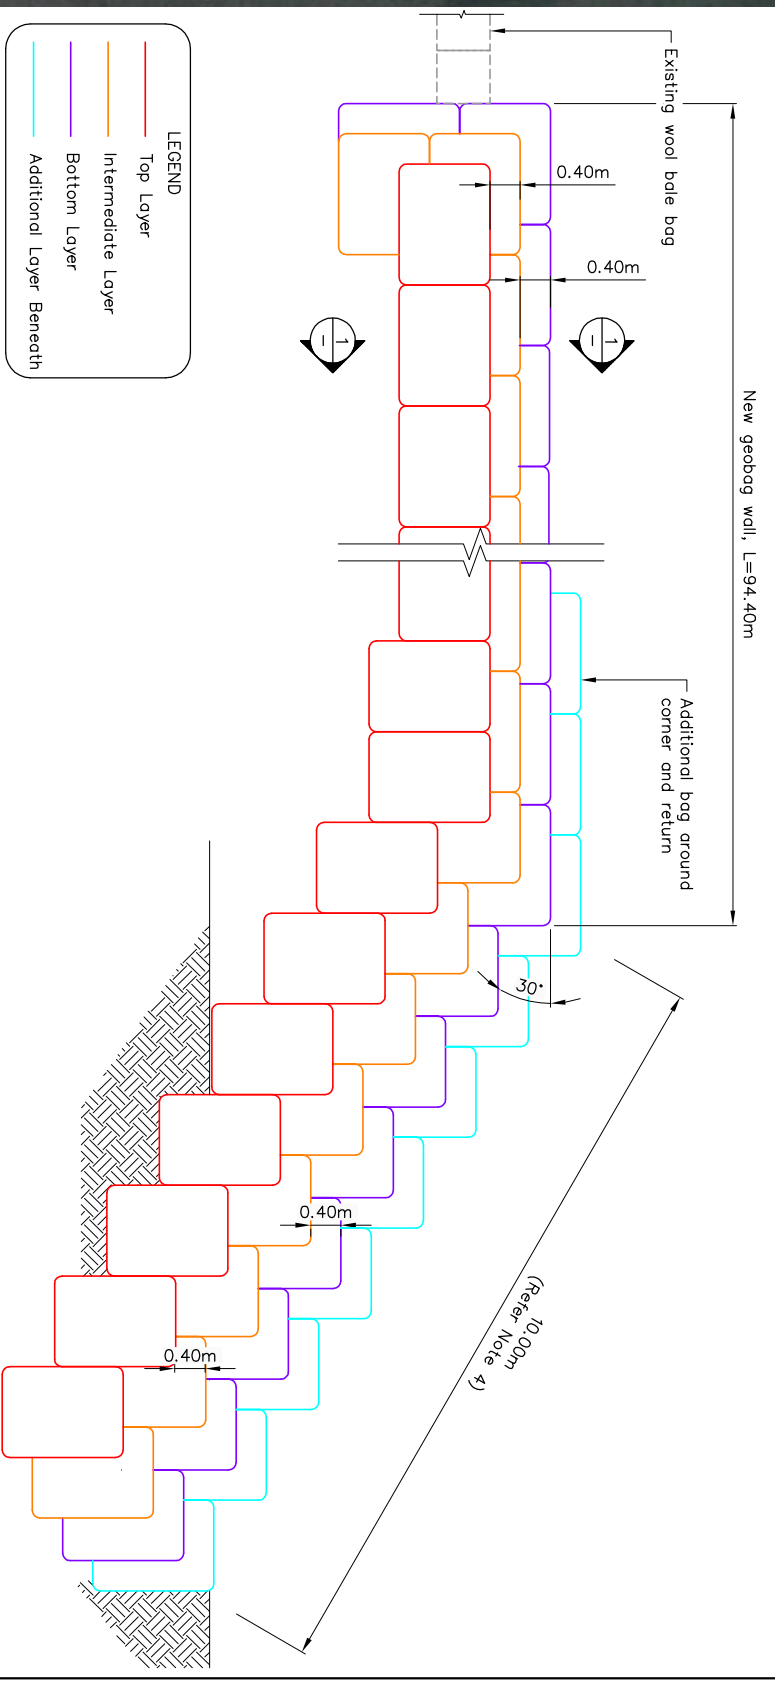 Existing wool bale bag
0.40m
0.40m
New geobag wall, L=94.40m
1
–
1
–
Additional bag around
corner and return
30°
10.00m
(Refer Note 4)
0.40m
0.40m
LEGEND
Top Layer
Intermediate Layer
Bottom Layer
Additional Layer Beneath